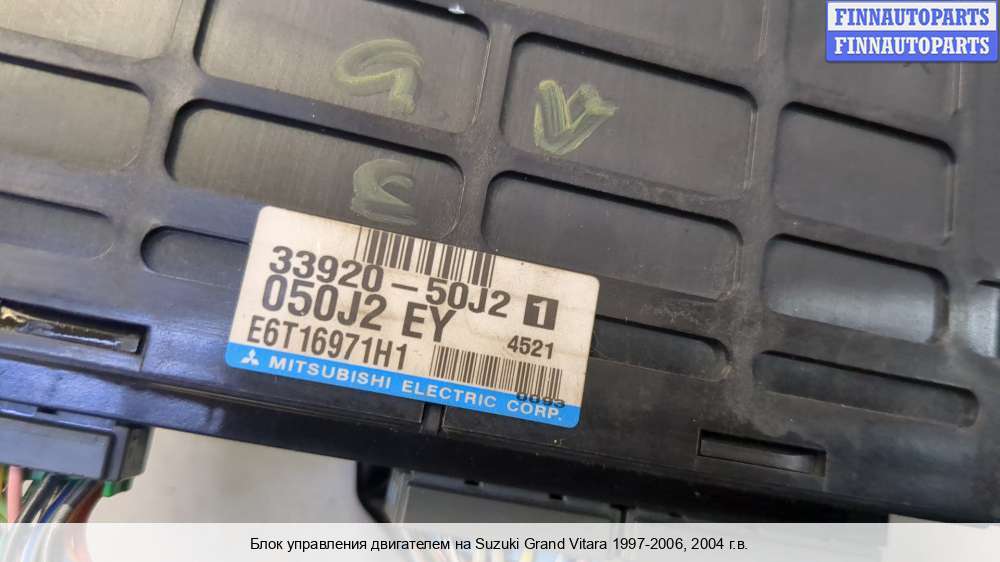 FINNAUTOPARTS
FINNAUTOPARTS
33920-50J2 1
050J2 EY
E6T16971H1
4521
0093
MITSUBISHI ELECTRIC CORP.
Блок управления двигателем на Suzuki Grand Vitara 1997-2006, 2004 г.в.